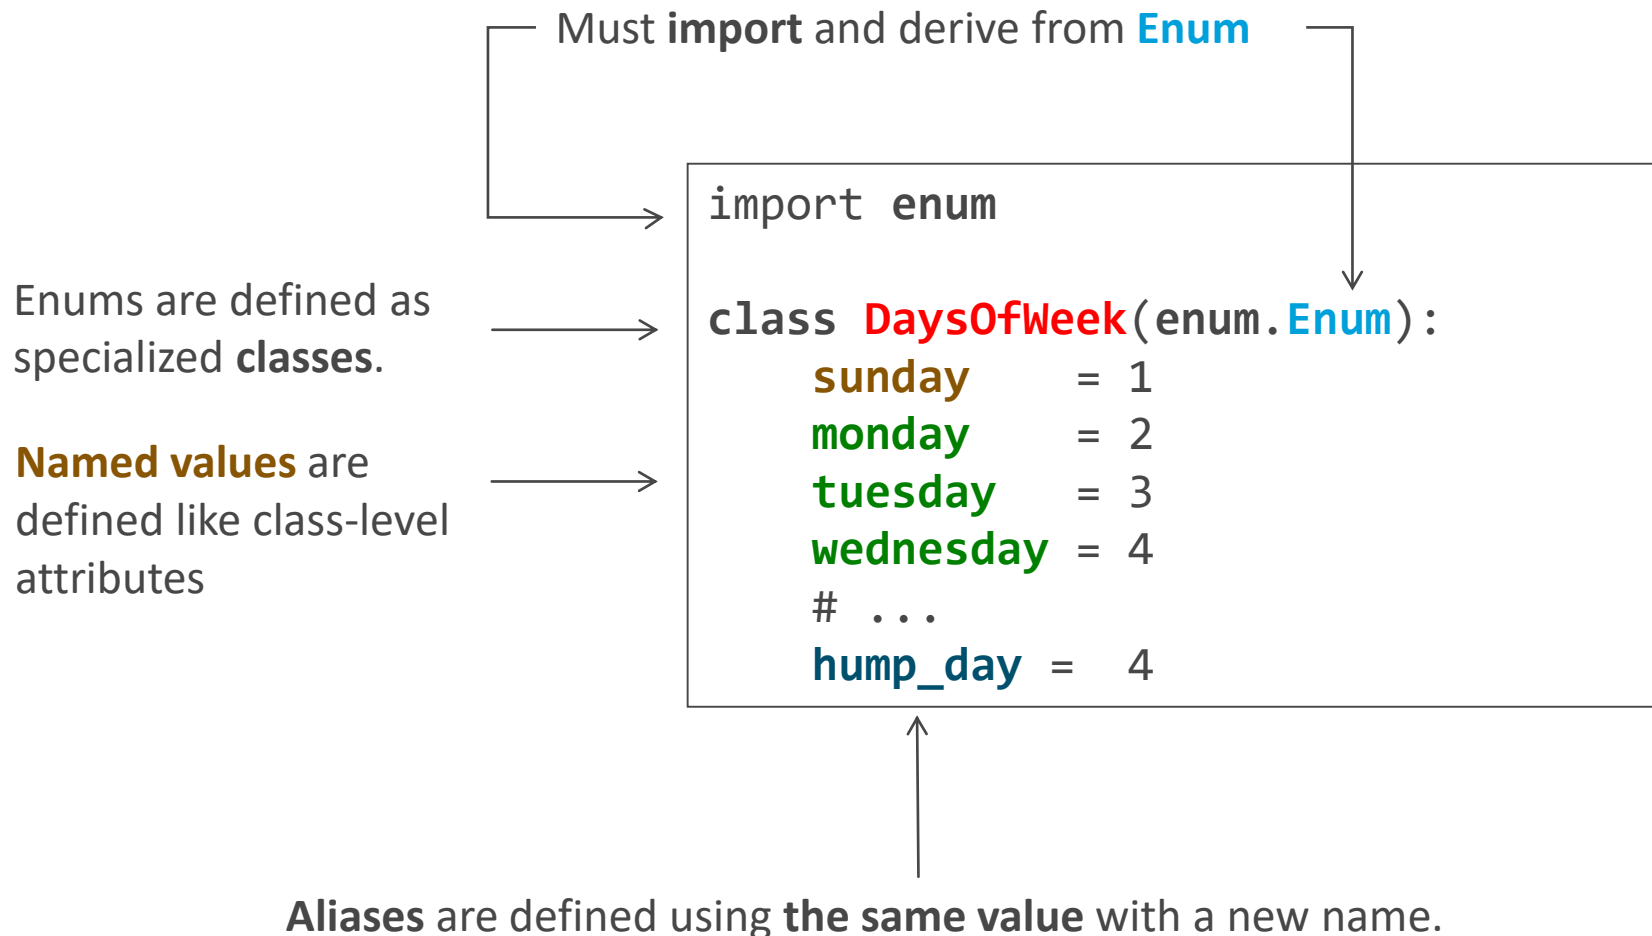 Must import and derive from Enum
import enum
Enums are defined as
specialized classes.
class DaysOfWeek(enum.Enum):
sunday    = 1
Named values are
defined like class-level
attributes
monday    = 2
tuesday   = 3
wednesday = 4
# ...
hump_day =  4
Aliases are defined using the same value with a new name.